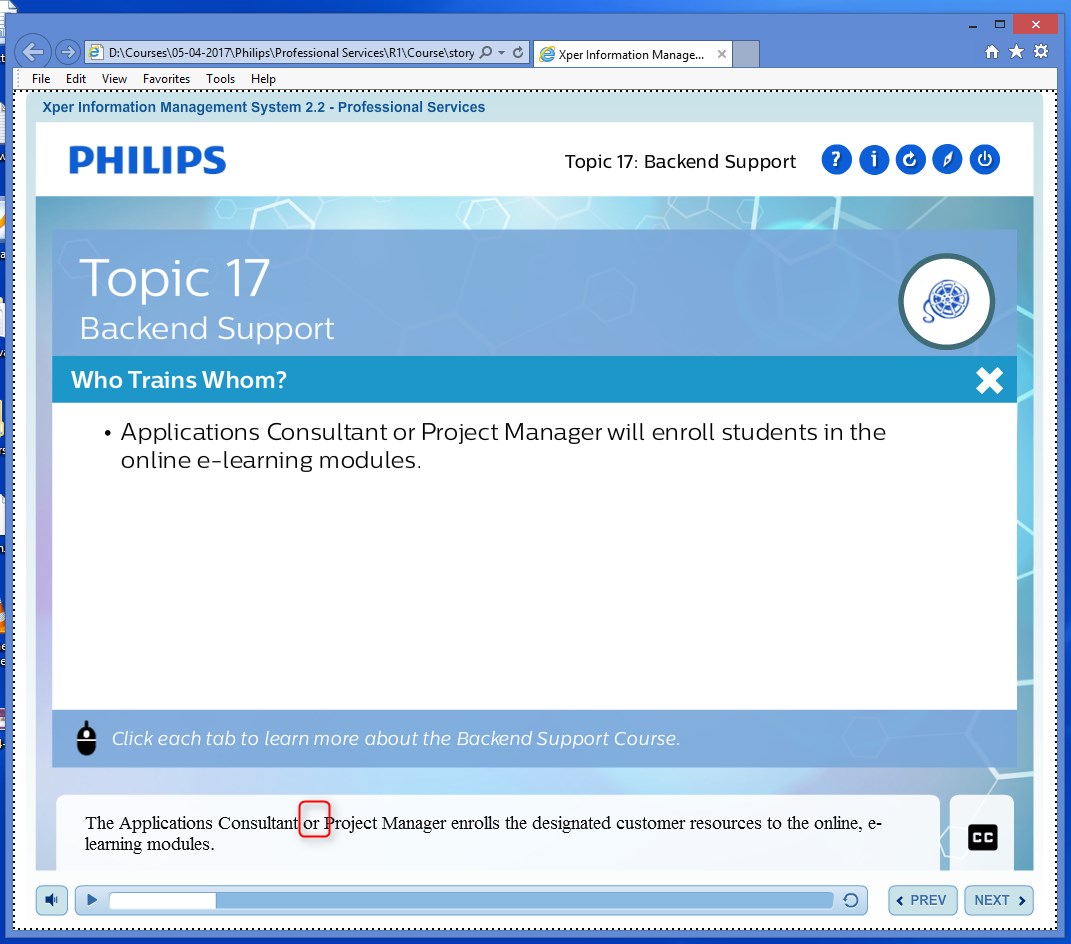 D:\Courses\05-04-2017\Philips\Professional Services\R1\Course\story
Xper Information Manage...
File Edit View Favorites Tools Help
Xper Information Management System 2.2 - Professional Services
PHILIPS
Topic 17: Backend Support
Topic 17
Backend Support
Who Trains Whom?
• Applications Consultant or Project Manager will enroll students in the
online e-learning modules.
Click each tab to learn more about the Backend Support Course.
The Applications Consultant or Project Manager enrolls the designated customer resources to the online, e-
learning modules.
CC
PREV
NEXT